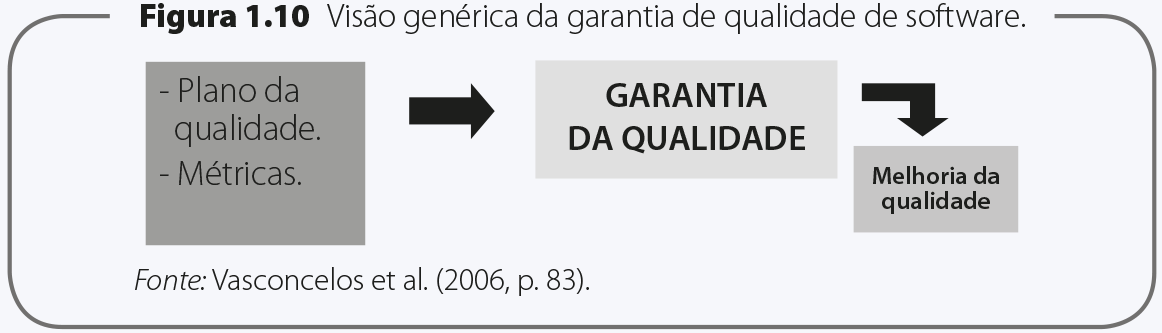 Figura 1.10 Visão genérica da garantia de qualidade de software.
- Plano da
qualidade.
- Métricas.
GARANTIA
DA QUALIDADE
Melhoria da
qualidade
Fonte: Vasconcelos et al. (2006, p. 83).